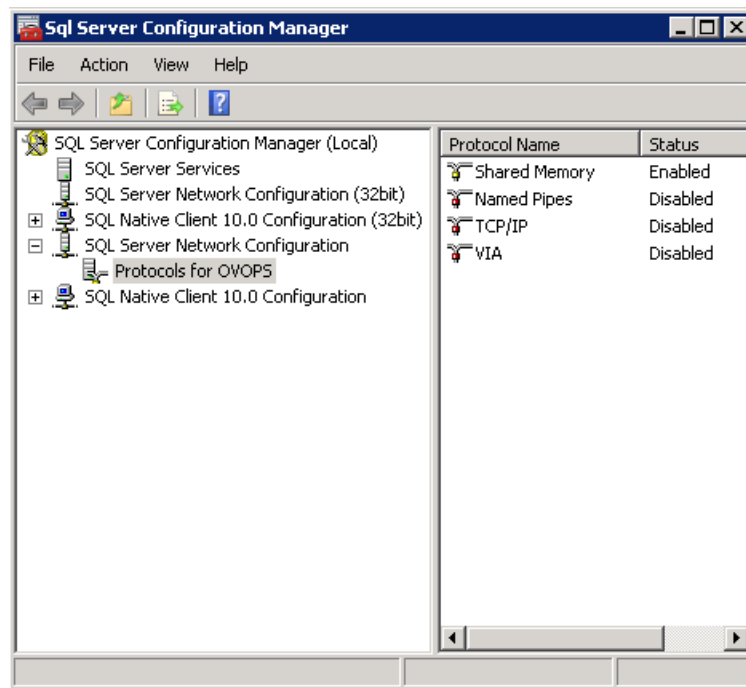 Sql Server Configuration Manager
File Action View Help
SQL Server Configuration Manager (Local)
SQL Server Services
SQL Server Network Configuration (32bit)
SQL Native Client 10.0 Configuration (32bit)
SQL Server Network Configuration
Protocols for OVOPS
SQL Native Client 10.0 Configuration
Protocol Name Status
Shared Memory Enabled
Named Pipes Disabled
TCP/IP Disabled
VIA Disabled